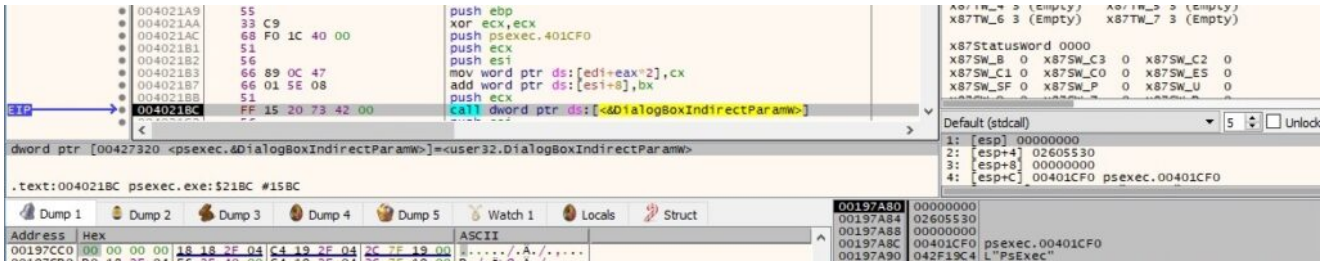 004021A9 55 push ebp
004021AA 33 C9 xor ecx,ecx
004021AC 68 F0 1C 40 00 push psexec.401CF0
004021B1 51 push ecx
004021B2 56 push esi
004021B3 66 89 0C 47 mov word ptr ds:[edi+eax*2],cx
004021B7 66 01 5E 08 add word ptr ds:[esi+8],bx
004021BB 51 push ecx
EIP 004021BC FF 15 20 73 42 00 call dword ptr ds:[<&DialogBoxIndirectParamW>]
dword ptr [00427320 <psexec.&DialogBoxIndirectParamW>]=<user32.DialogBoxIndirectParamW>
.text:004021BC psexec.exe:$21BC #15BC
x87TW_6 3 (Empty) x87TW_7 3 (Empty)
x87StatusWord 0000
x87SW_B 0 x87SW_C3 0 x87SW_C2 0
x87SW_C1 0 x87SW_C0 0 x87SW_ES 0
x87SW_SF 0 x87SW_P 0 x87SW_U 0
Default (stdcall) 5 Unlock
1: [esp] 00000000
2: [esp+4] 02605530
3: [esp+8] 00000000
4: [esp+C] 00401CF0 psexec.00401CF0
Dump 1 Dump 2 Dump 3 Dump 4 Dump 5 Watch 1 Locals Struct
Address Hex ASCII
00197CC0 00 00 00 00 18 18 2F 04 C4 19 2F 04 2C 7F 19 00 ....../.Ä./.,...
00197A80 00000000
00197A84 02605530
00197A88 00000000
00197A8C 00401CF0 psexec.00401CF0
00197A90 042F19C4 L"PsExec"